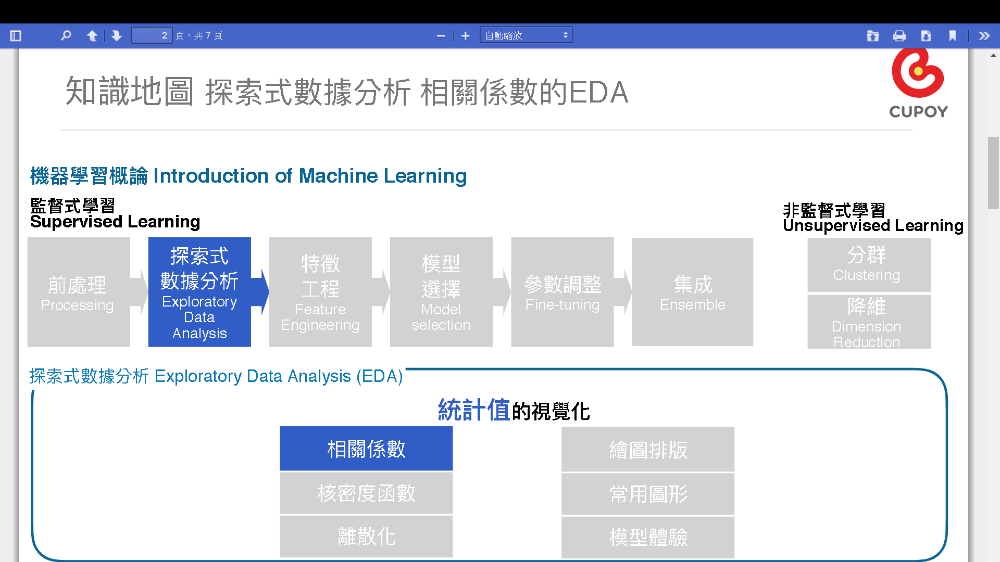 2 頁，共 7 頁
自動縮放
知識地圖 探索式數據分析 相關係數的EDA
CUPOY
機器學習概論 Introduction of Machine Learning
監督式學習
Supervised Learning
非監督式學習
Unsupervised Learning
前處理
Processing
探索式
數據分析
Exploratory
Data
Analysis
特徵
工程
Feature
Engineering
模型
選擇
Model
selection
參數調整
Fine-tuning
集成
Ensemble
分群
Clustering
降維
Dimension
Reduction
探索式數據分析 Exploratory Data Analysis (EDA)
統計值的視覺化
相關係數
核密度函數
離散化
繪圖排版
常用圖形
模型體驗